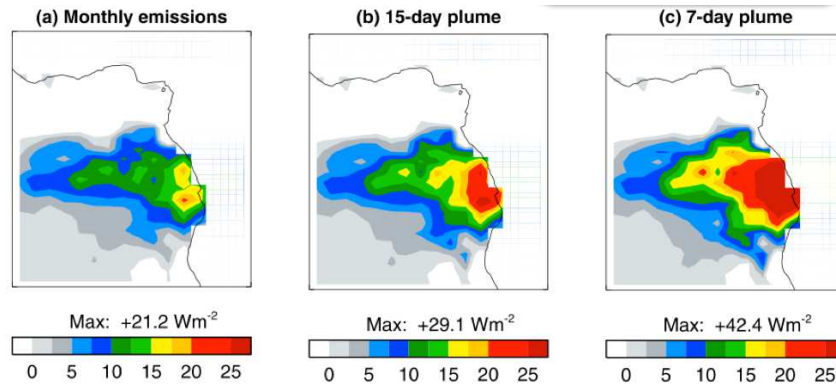 (a) Monthly emissions
(b) 15-day plume
(c) 7-day plume
Max: +21.2 Wm-2
Max: +29.1 Wm-2
Max: +42.4 Wm-2
0 5 10 15 20 25
0 5 10 15 20 25
0 5 10 15 20 25